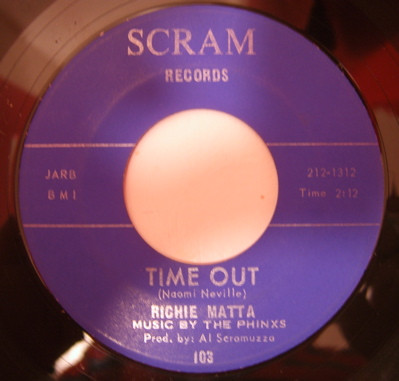 SCRAM
RECORDS
JARB
BMI
212-1312
Time 2:12
TIME OUT
(Naomi Neville)
RICHIE MATTA
MUSIC BY THE PHINXS
Prod. by: Al Scramuzza
103